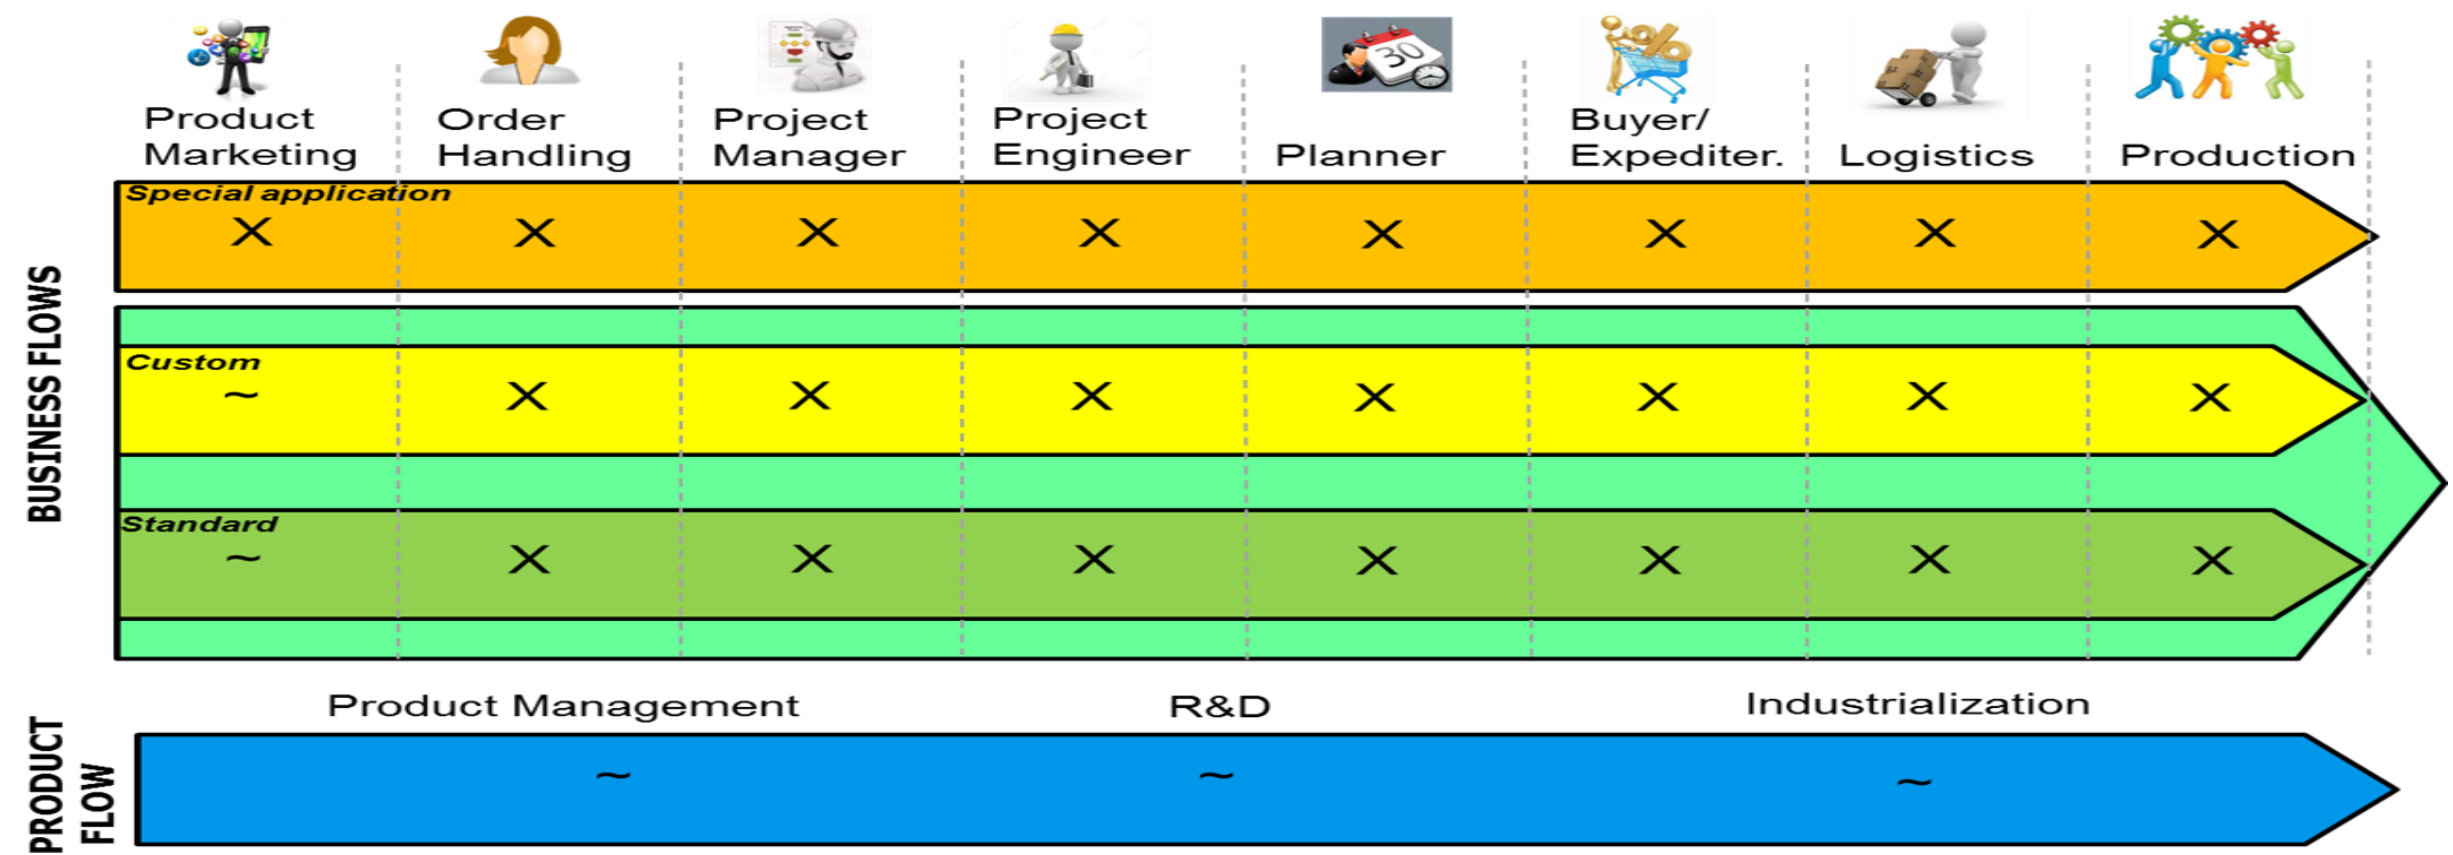 Product
Marketing
Order
Handling
Project
Manager
Project
Engineer
Planner
Buyer/
Expediter.
Logistics
Production
30
%
BUSINESS FLOWS
Special application
X X X X X X X X
Custom
~ X X X X X X X
Standard
~ X X X X X X X
PRODUCT
FLOW
Product Management R&D Industrialization
~ ~ ~